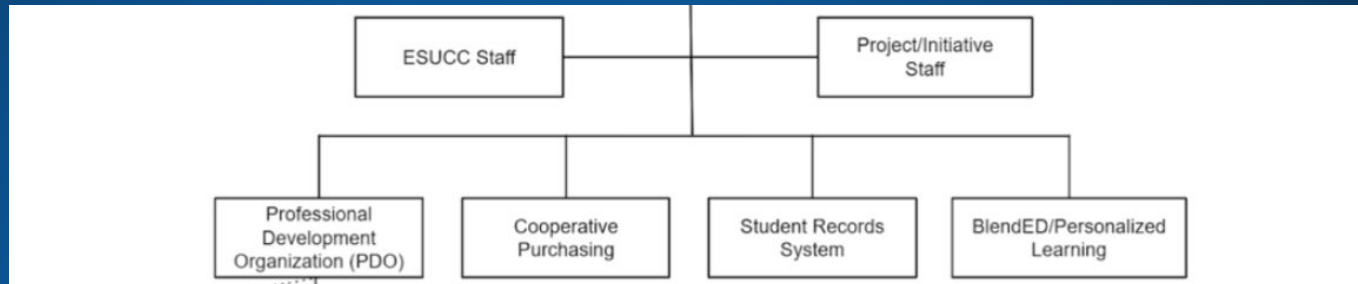 ESUCC Staff
Project/Initiative
Staff
Professional
Development
Organization (PDO)
Cooperative
Purchasing
Student Records
System
BlendED/Personalized
Learning